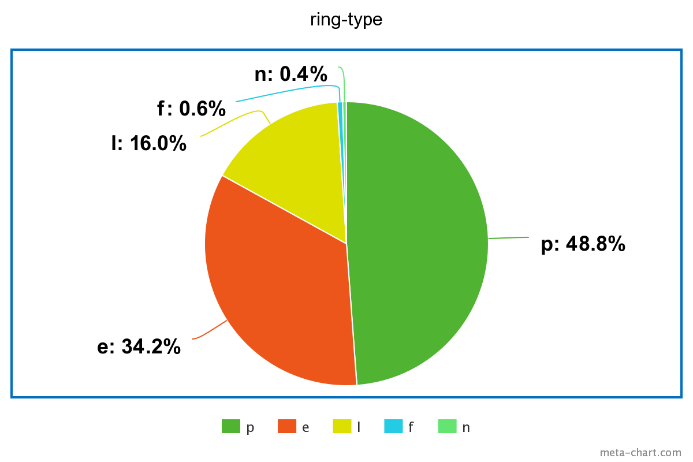 ring-type
n: 0.4%
f: 0.6%
l: 16.0%
p: 48.8%
e: 34.2%
p e l f n
meta-chart.com